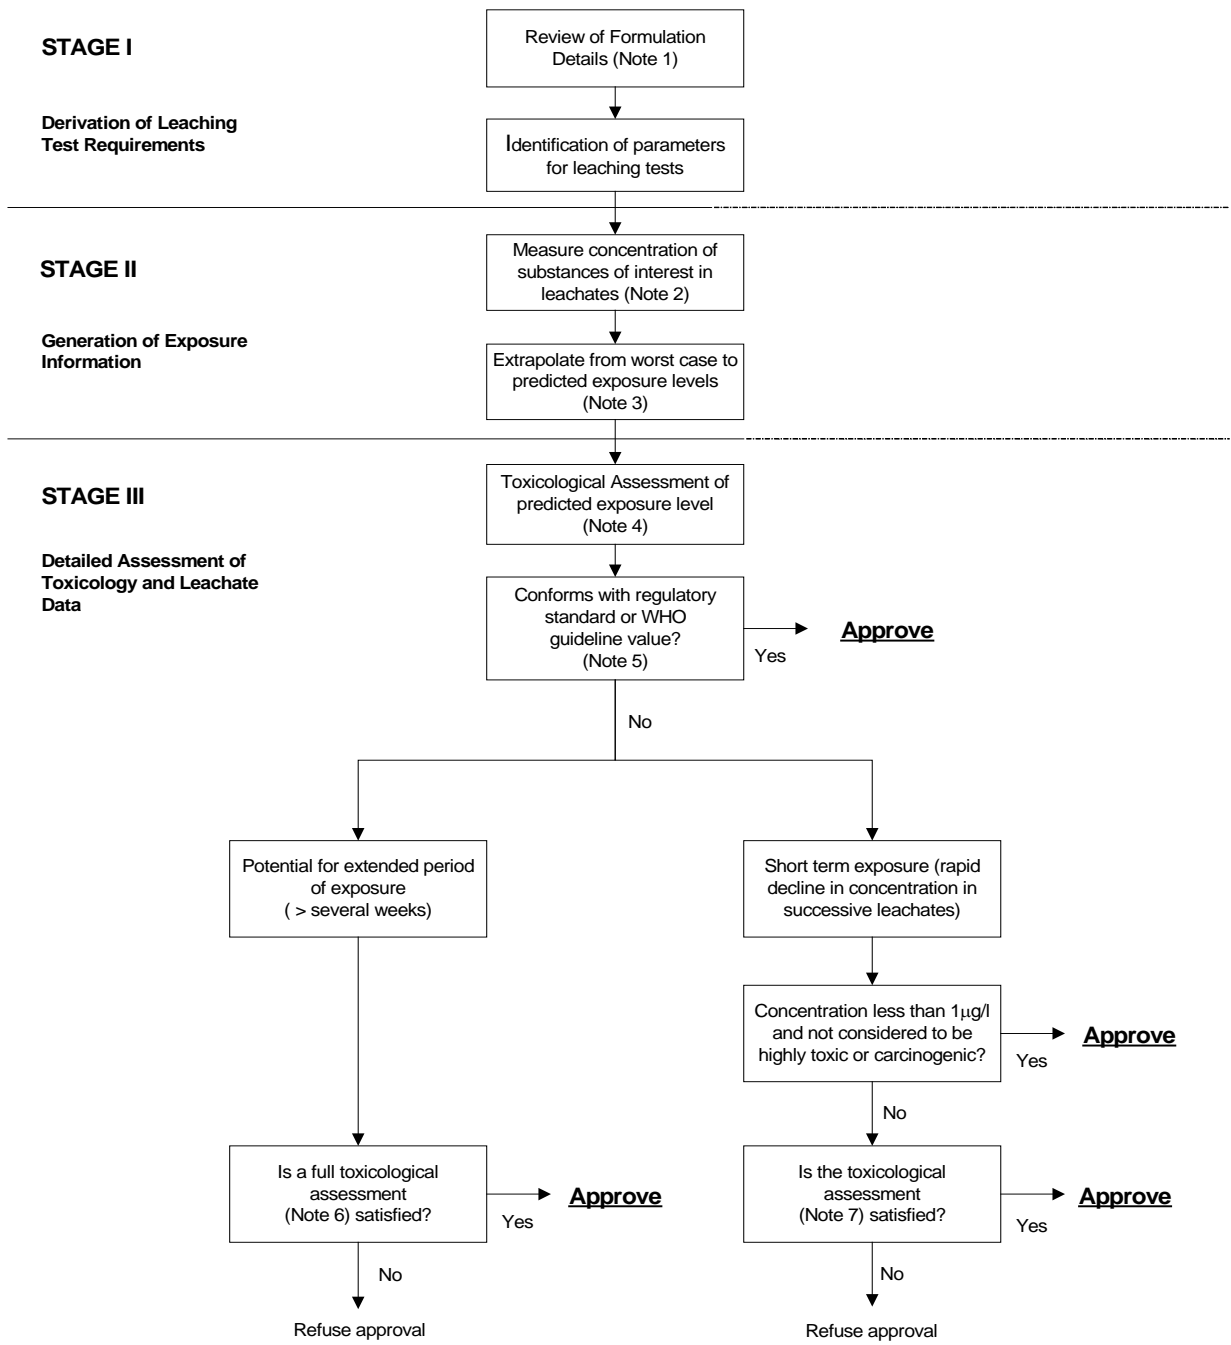 STAGE I
Review of Formulation
Details (Note 1)
Derivation of Leaching
Test Requirements
Identification of parameters
for leaching tests
STAGE II
Measure concentration of
substances of interest in
leachates (Note 2)
Generation of Exposure
Information
Extrapolate from worst case to
predicted exposure levels
(Note 3)
STAGE III
Toxicological Assessment of
predicted exposure level
(Note 4)
Detailed Assessment of
Toxicology and Leachate
Data
Conforms with regulatory
standard or WHO
guideline value?
(Note 5)
Yes
Approve
No
Potential for extended period
of exposure
( > several weeks)
Short term exposure (rapid
decline in concentration in
successive leachates)
Concentration less than 1μg/l
and not considered to be
highly toxic or carcinogenic?
Yes
Approve
No
Is a full toxicological
assessment
(Note 6) satisfied?
Yes
Approve
Is the toxicological
assessment
(Note 7) satisfied?
Yes
Approve
No
Refuse approval
No
Refuse approval